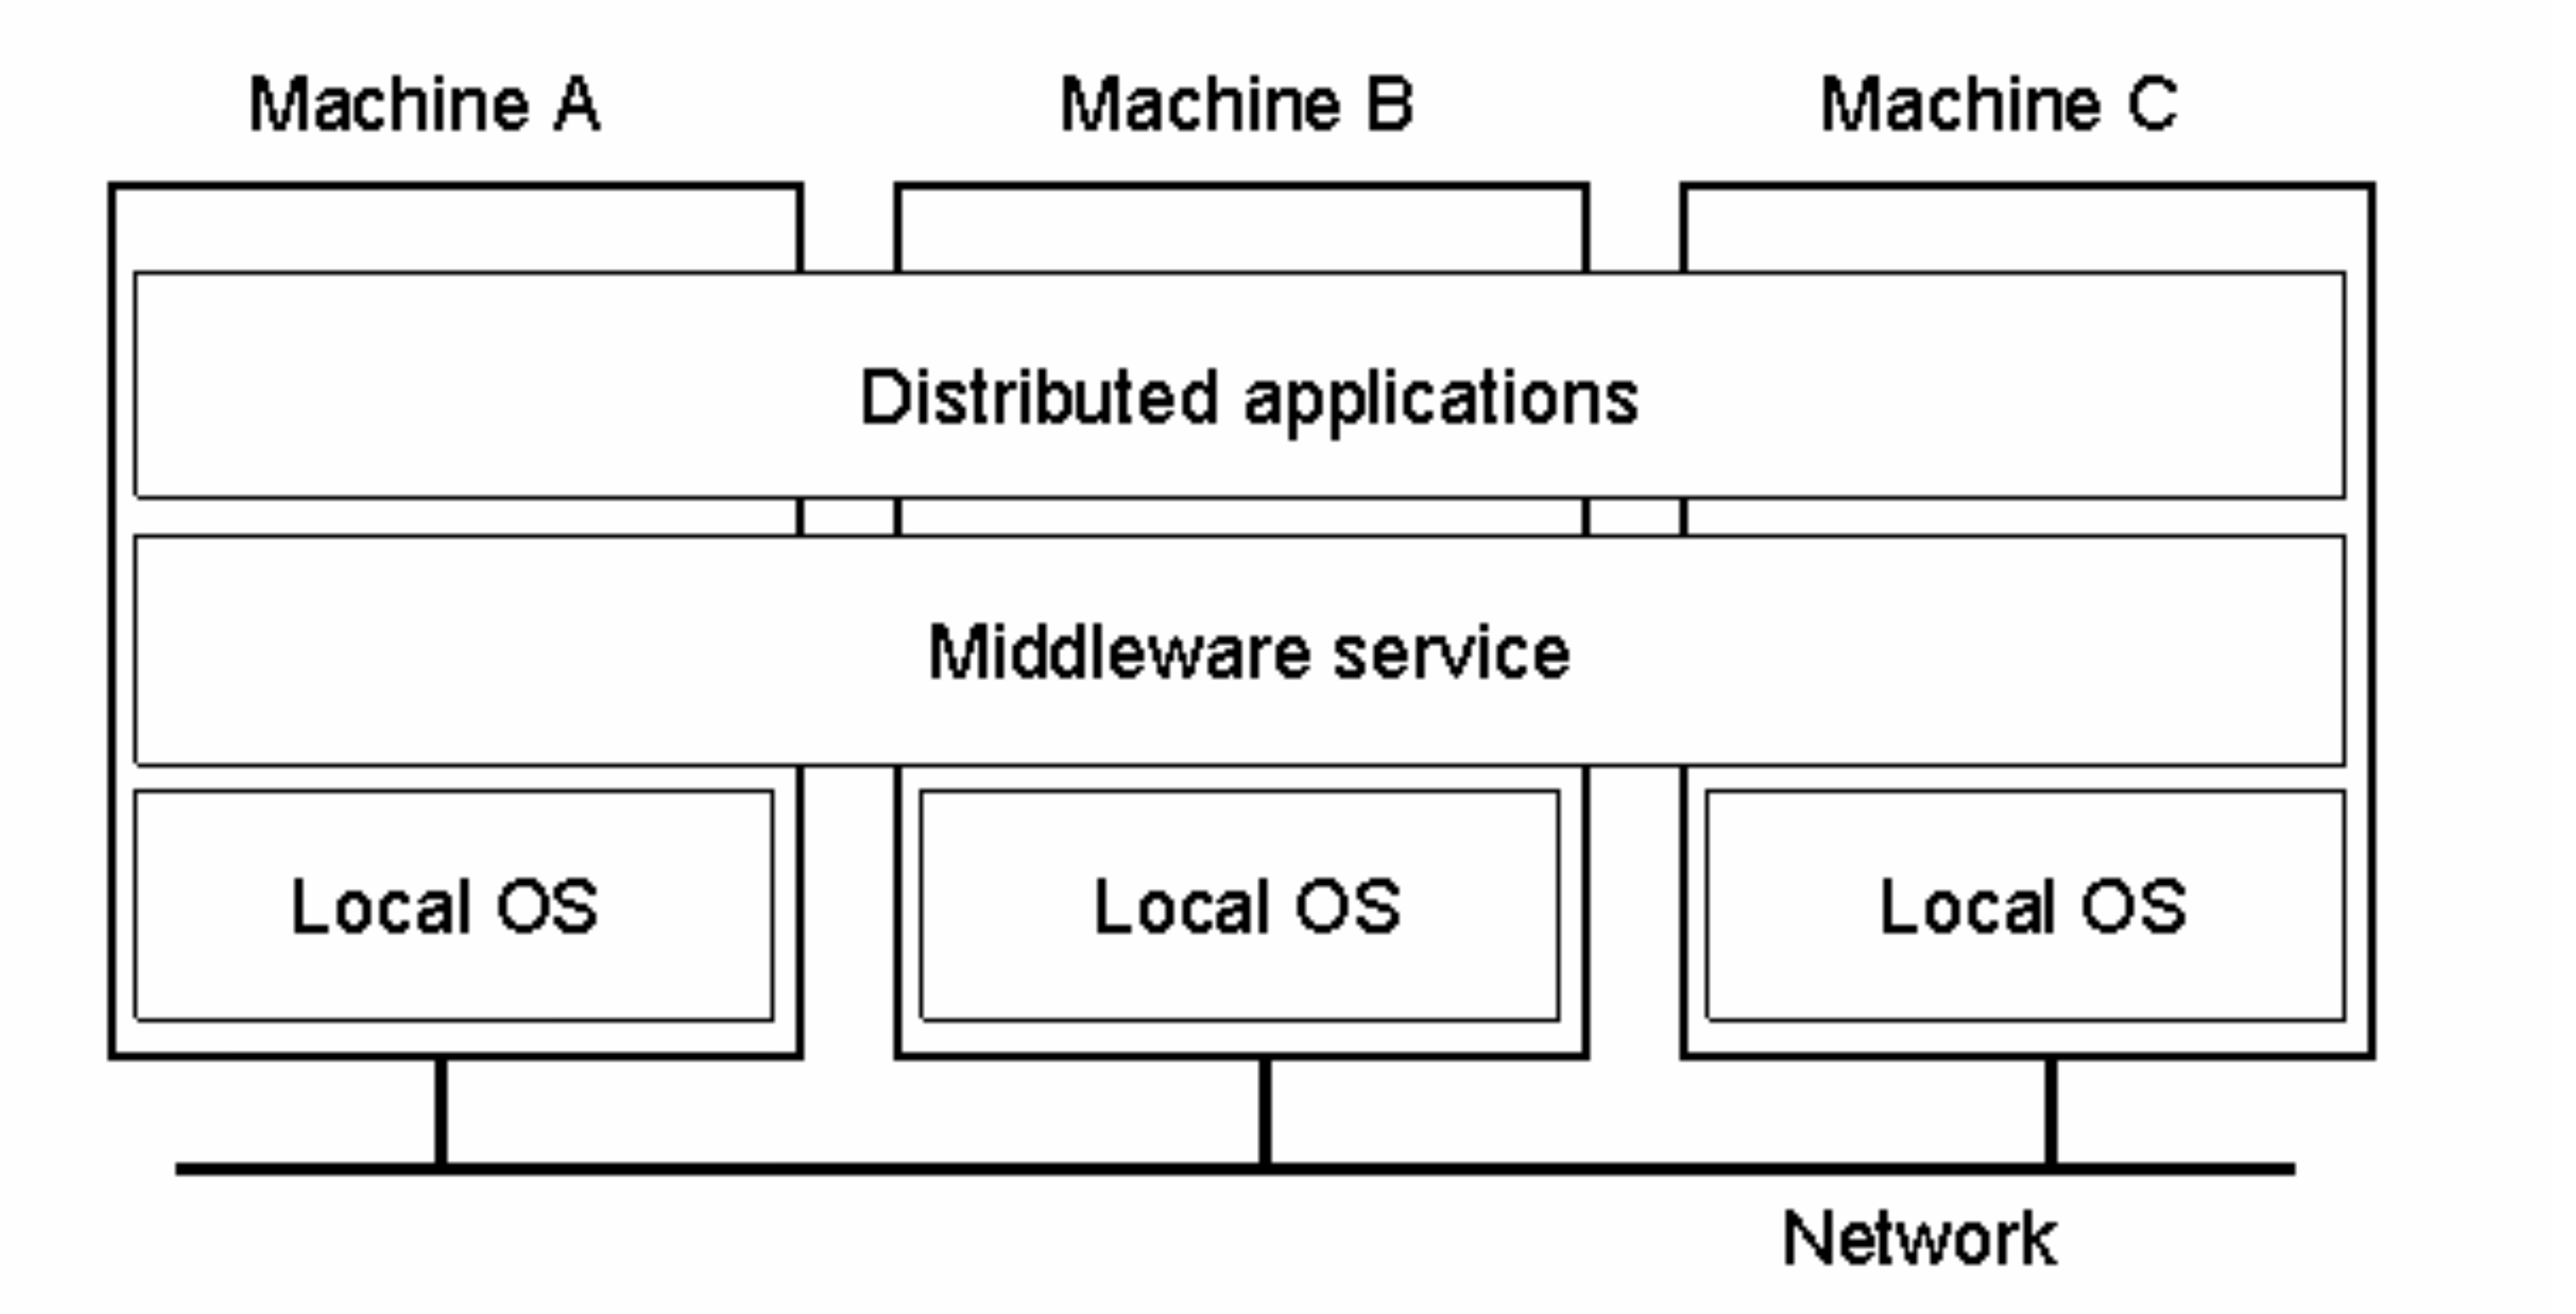 Machine A
Machine B
Machine C
Distributed applications
Middleware service
Local OS
Local OS
Local OS
Network